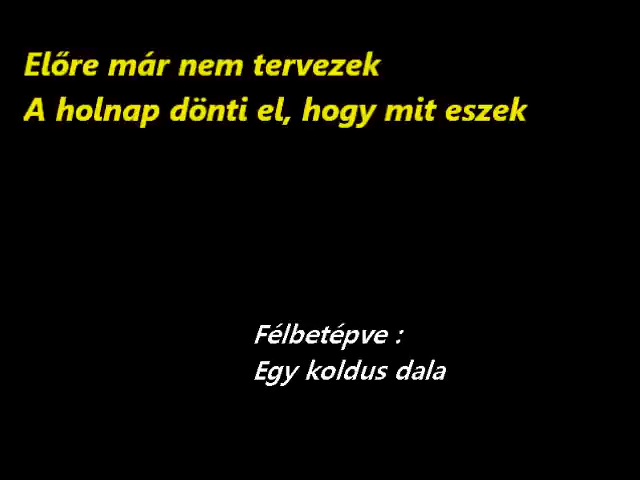 Előre már nem tervezek
A holnap dönti el, hogy mit eszek
Félbetépve :
Egy koldus dala